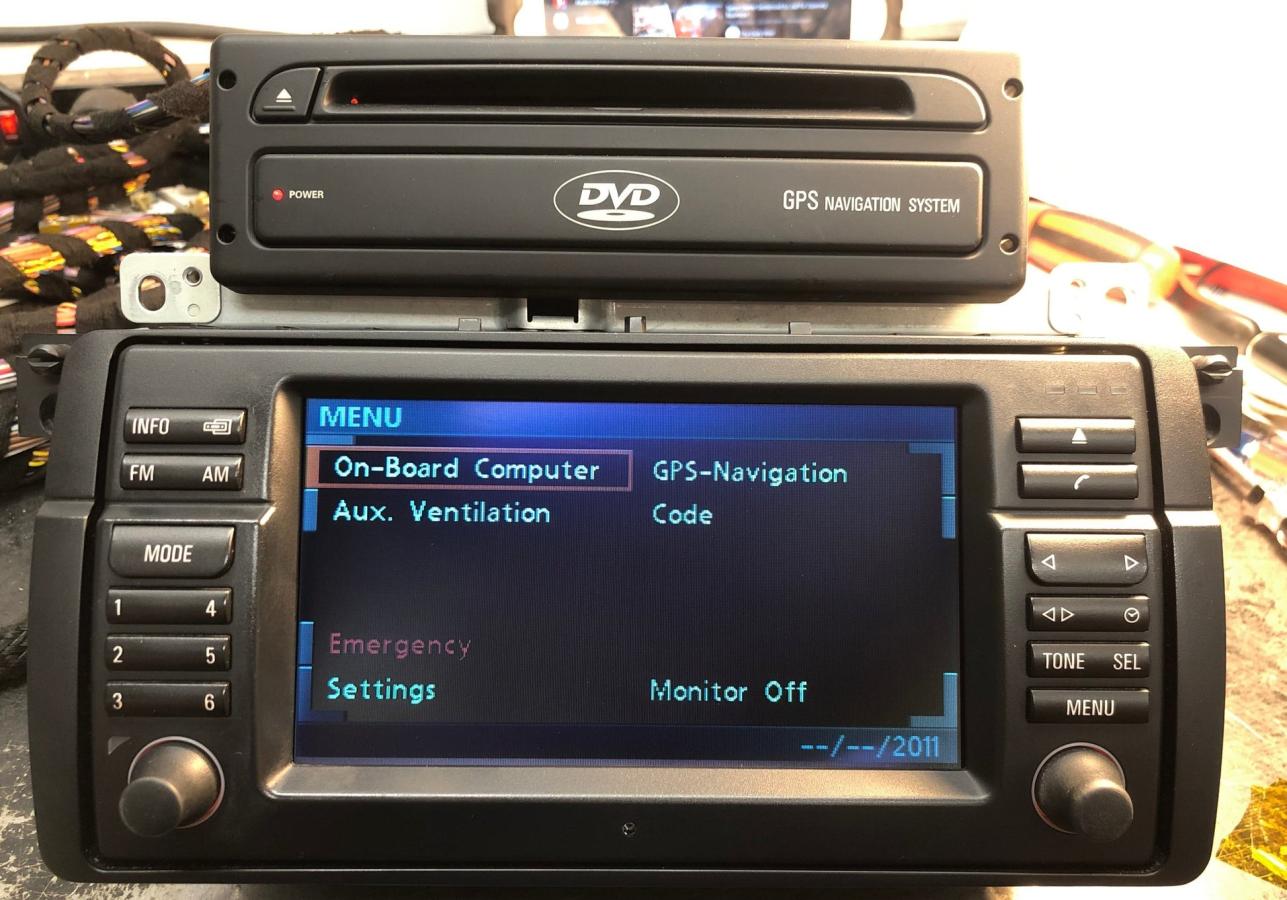 POWER
DVD
GPS NAVIGATION SYSTEM
INFO
FM AM
MODE
1 4
2 5
3 6
MENU
On-Board Computer GPS-Navigation
Aux. Ventilation Code
Emergency
Settings Monitor Off
--/--/2011
TONE SEL
MENU